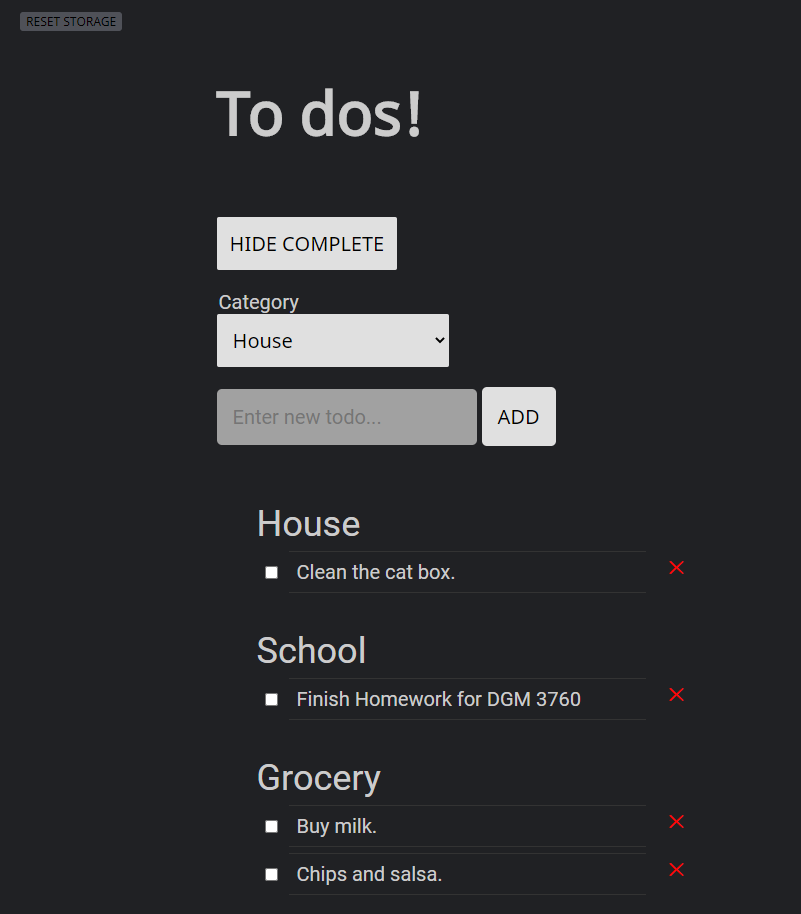 RESET STORAGE
To dos!
HIDE COMPLETE
Category
House
Enter new todo...
ADD
House
Clean the cat box.
School
Finish Homework for DGM 3760
Grocery
Buy milk.
Chips and salsa.